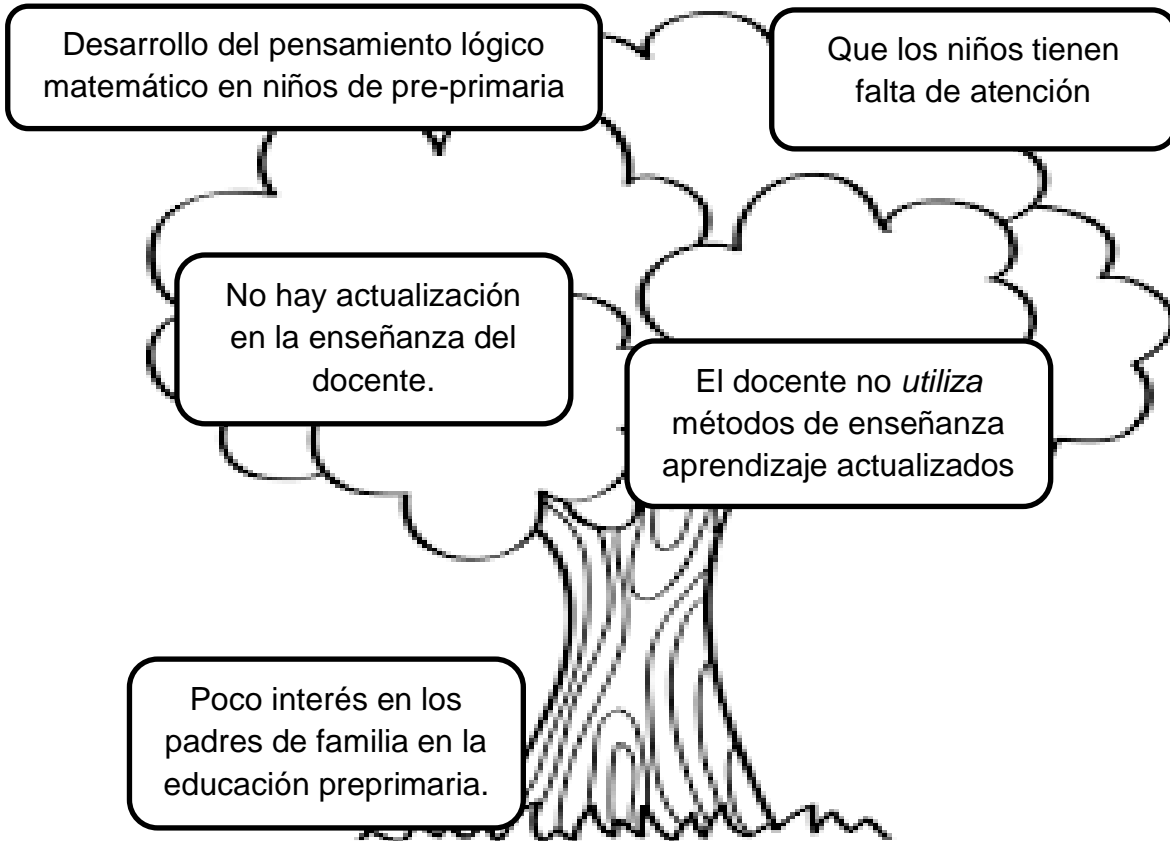 Desarrollo del pensamiento lógico
matemático en niños de pre-primaria
Que los niños tienen
falta de atención
No hay actualización
en la enseñanza del
docente.
El docente no utiliza
métodos de enseñanza
aprendizaje actualizados
Poco interés en los
padres de familia en la
educación preprimaria.